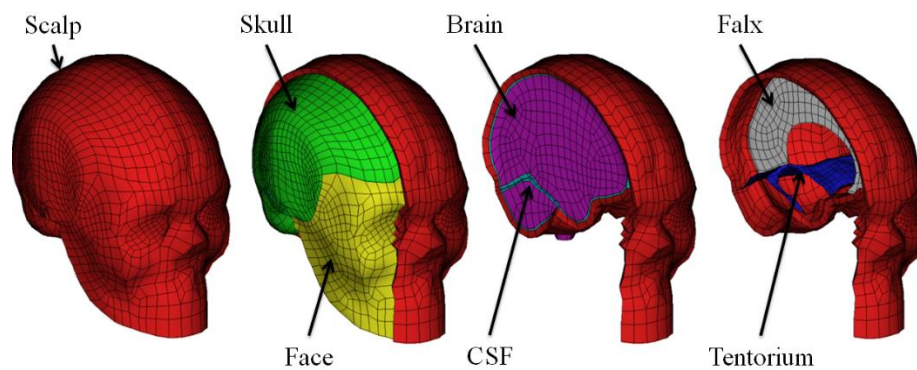 Scalp
Skull
Brain
Falx
Face
CSF
Tentorium